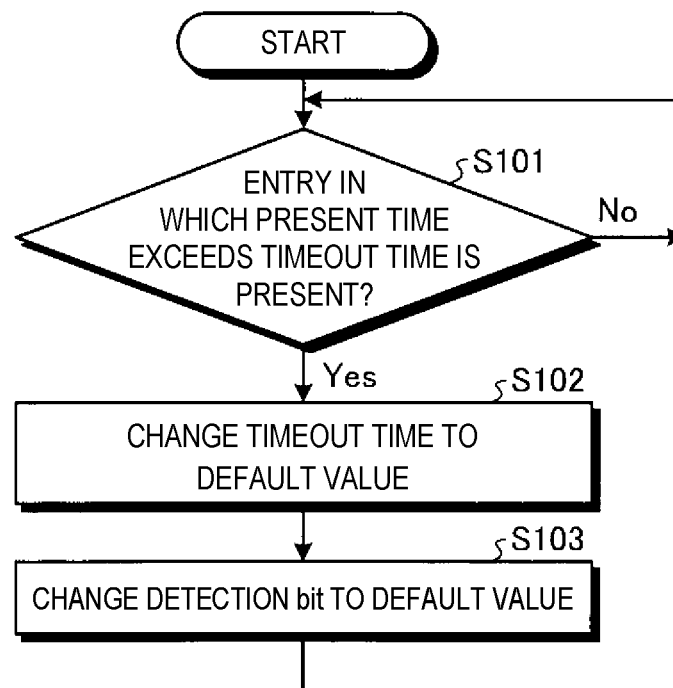 START
S101
ENTRY IN
WHICH PRESENT TIME
EXCEEDS TIMEOUT TIME IS
PRESENT?
No
Yes
S102
CHANGE TIMEOUT TIME TO
DEFAULT VALUE
S103
CHANGE DETECTION bit TO DEFAULT VALUE